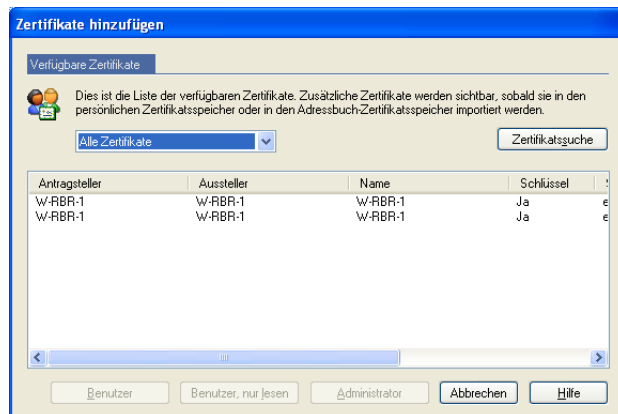 Zertifikate hinzufügen
Verfügbare Zertifikate
Dies ist die Liste der verfügbaren Zertifikate. Zusätzliche Zertifikate werden sichtbar, sobald sie in den
persönlichen Zertifikatsspeicher oder in den Adressbuch-Zertifikatsspeicher importiert werden.
Alle Zertifikate Zertifikatssuche
Antragsteller Aussteller Name Schlüssel
W-RBR-1 W-RBR-1 W-RBR-1 Ja e
W-RBR-1 W-RBR-1 W-RBR-1 Ja e
Benutzer Benutzer, nur lesen Administrator Abbrechen Hilfe